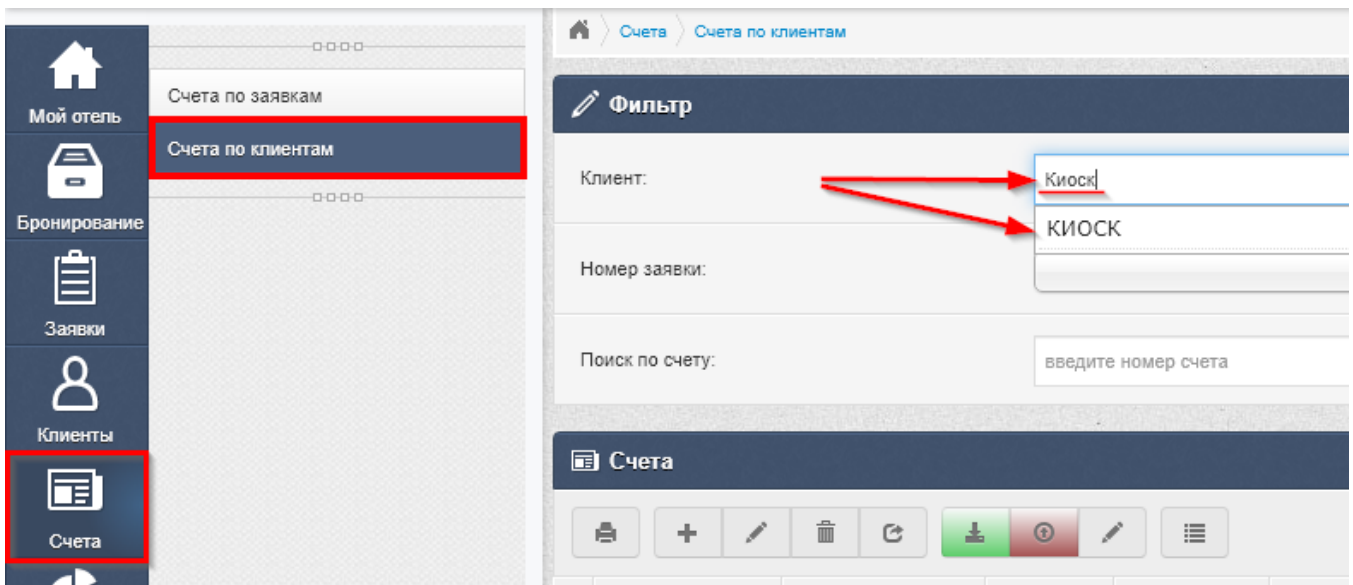 Мой отель
Бронирование
Заявки
Клиенты
Счета
Счета по заявкам
Счета по клиентам
Счета Счета по клиентам
Фильтр
Клиент: Киоск
КИОСК
Номер заявки:
Поиск по счету: введите номер счета
Счета